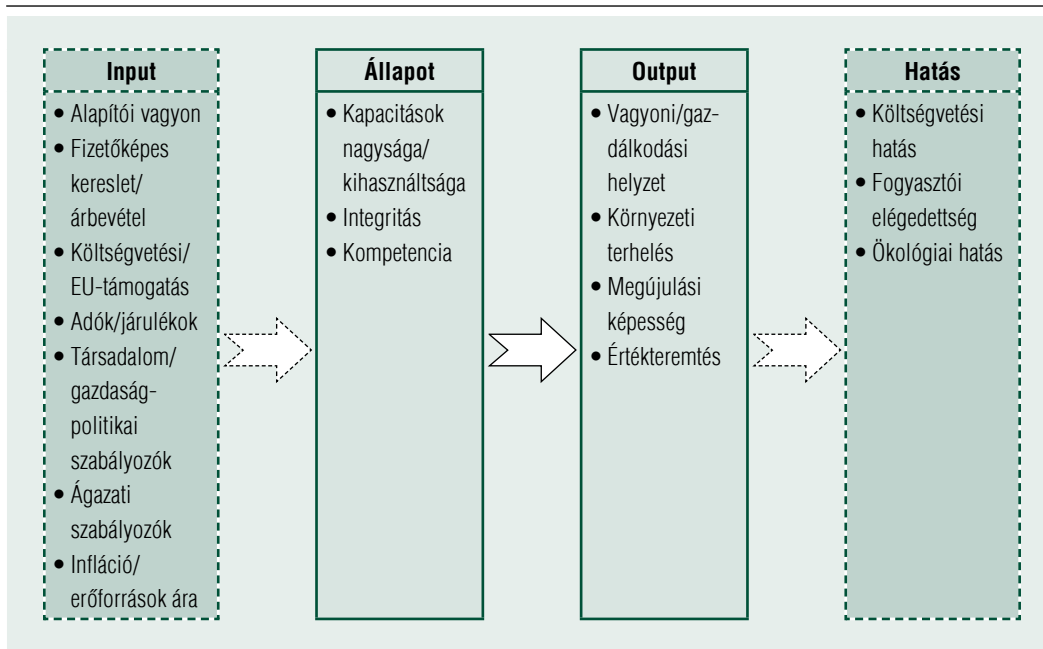 Input
• Alapítói vagyon
• Fizetőképes
kereslet/
árbevétel
• Költségvetési/
EU-támogatás
• Adók/járulékok
• Társadalom/
gazdaság-
politikai
szabályozók
• Ágazati
szabályozók
• Infláció/
erőforrások ára
Állapot
• Kapacitások
nagysága/
kihasználtsága
• Integritás
• Kompetencia
Output
• Vagyoni/gaz-
dálkodási
helyzet
• Környezeti
terhelés
• Megújulási
képesség
• Értékteremtés
Hatás
• Költségvetési
hatás
• Fogyasztói
elégedettség
• Ökológiai hatás